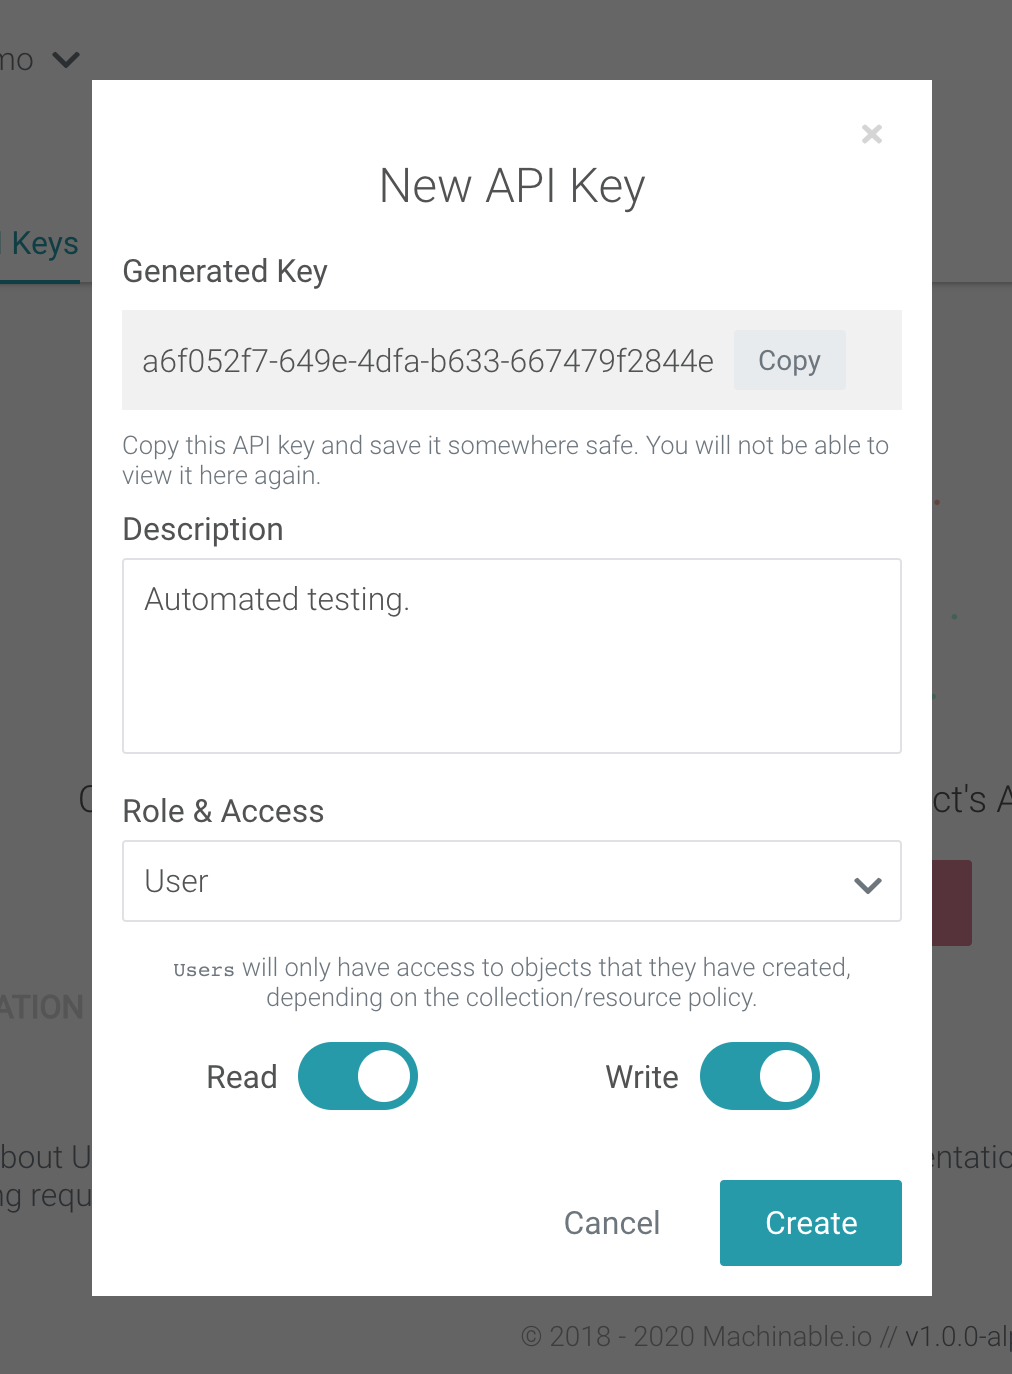 mo
Keys
New API Key
Generated Key
a6f052f7-649e-4dfa-b633-667479f2844e
Copy
Copy this API key and save it somewhere safe. You will not be able to
view it here again.
Description
Automated testing.
ct's A
Role & Access
User
Users will only have access to objects that they have created,
depending on the collection/resource policy.
ATION
Read
Write
bout U
entatio
ng requ
Cancel
Create
© 2018 - 2020 Machinable.io // v1.0.0-alp